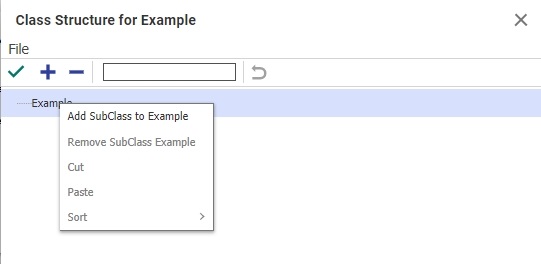 Class Structure for Example
File
Example
Add SubClass to Example
Remove SubClass Example
Cut
Paste
Sort